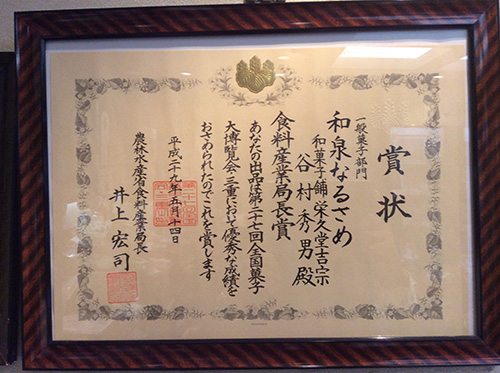 賞状
一般菓子部門
和泉なるさめ
和菓子舗 栄久堂吉宗
谷村秀男殿
食料産業局長賞
あなたの出品は第二十七回全国菓子
大博覧会・三重において優秀な成績を
おさめられたのでこれを賞します
平成二十九年五月十四日
農林水産省食料産業局長
井上宏司